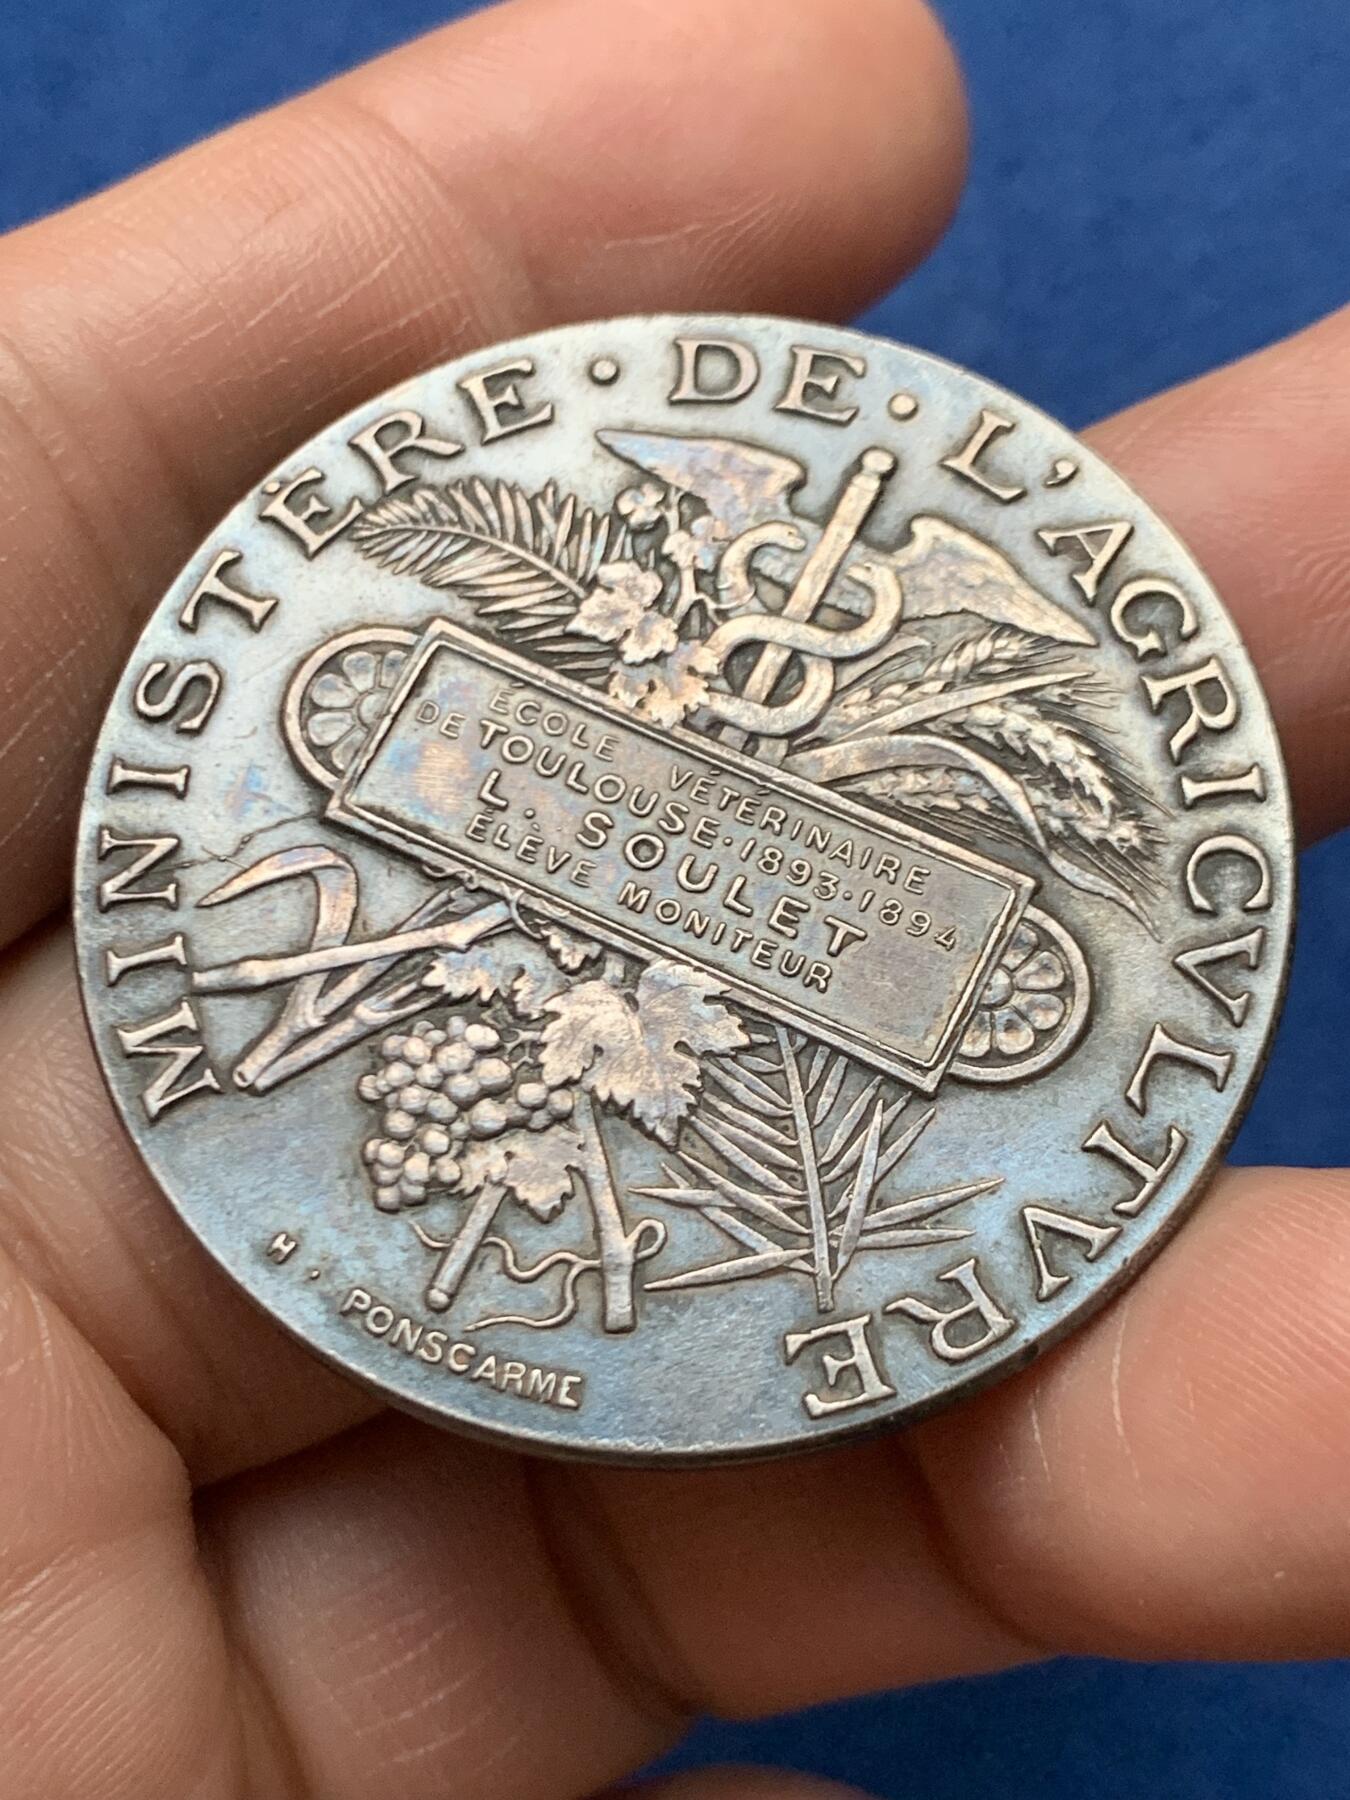 MINISTÈRE · DE · L'AGRICVLTVRE
ÉCOLE VÉTÉRINAIRE
DE TOULOUSE · 1893 · 1894
L. SOULET
ÉLÈVE MONITEUR
H. PONSCARME